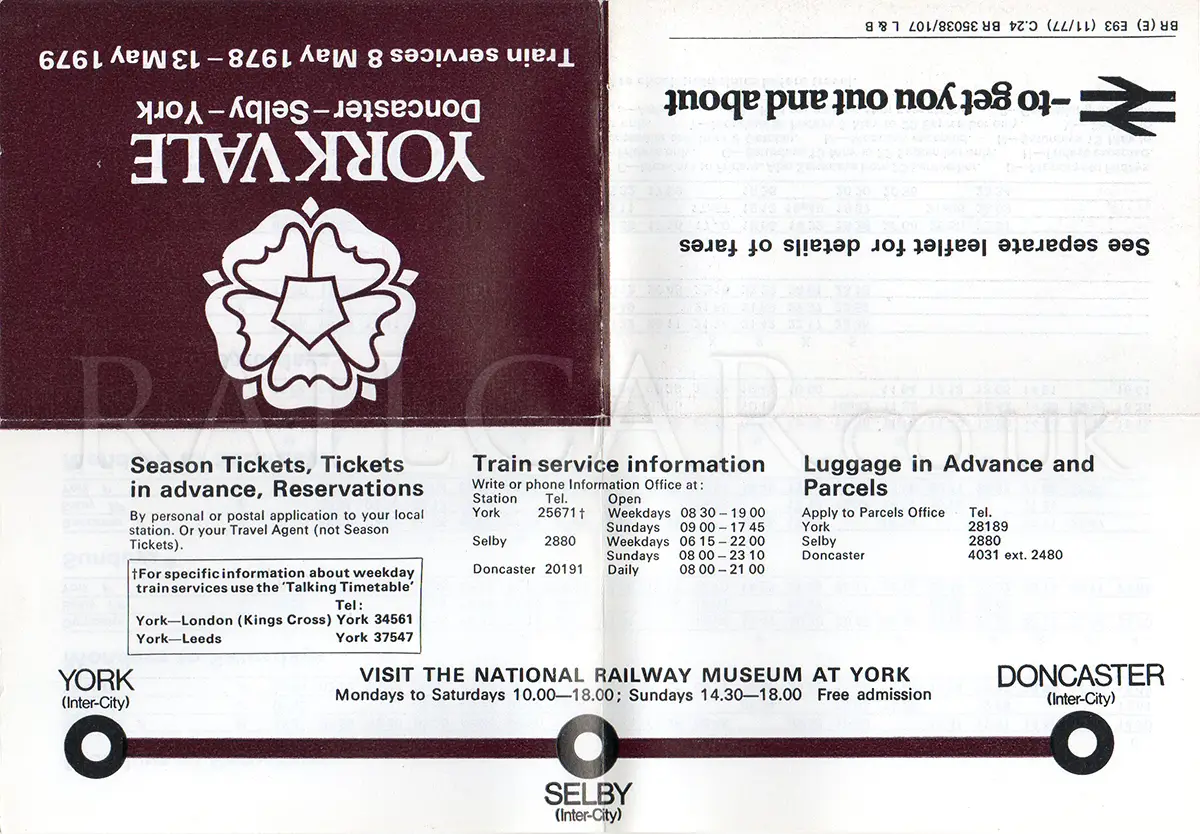 YORK VALE
Doncaster–Selby–York
Train services 8 May 1978–13 May 1979
See separate leaflet for details of fares
–to get you out and about
BR (E) E93 (11/77) C.24 BR 35038/107 L & B
RAILCAR.co.uk
Season Tickets, Tickets
in advance, Reservations
By personal or postal application to your local
station. Or your Travel Agent (not Season
Tickets).
†For specific information about weekday
train services use the ‘Talking Timetable’
Tel:
York—London (Kings Cross) York 34561
York—Leeds York 37547
Train service information
Write or phone Information Office at:
Station Tel. Open
York 25671† Weekdays 08 30 – 19 00
Sundays 09 00 – 17 45
Selby 2880 Weekdays 06 15 – 22 00
Sundays 08 00 – 23 10
Doncaster 20191 Daily 08 00 – 21 00
Luggage in Advance and
Parcels
Apply to Parcels Office Tel.
York 28189
Selby 2880
Doncaster 4031 ext. 2480
VISIT THE NATIONAL RAILWAY MUSEUM AT YORK
Mondays to Saturdays 10.00—18.00; Sundays 14.30—18.00 Free admission
YORK
(Inter-City)
DONCASTER
(Inter-City)
SELBY
(Inter-City)